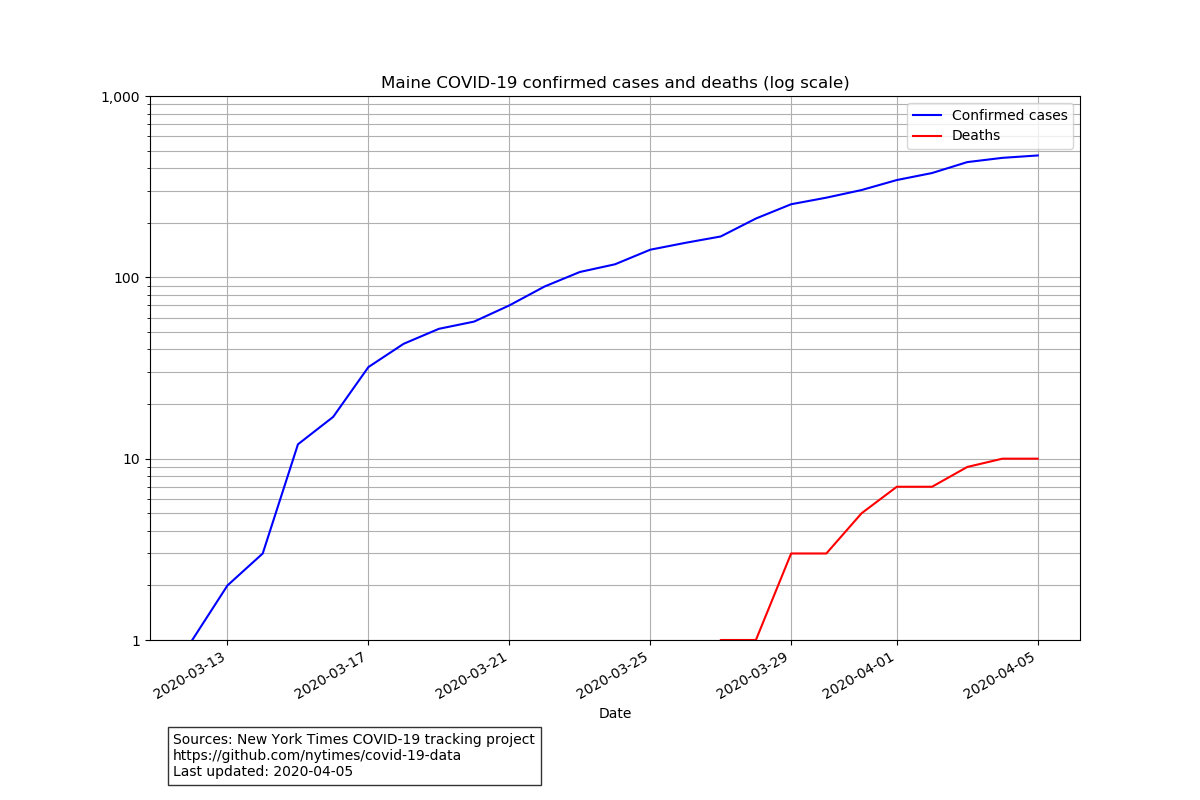 Maine COVID-19 confirmed cases and deaths (log scale)
1,000
100
10
1
Confirmed cases
Deaths
2020-03-13
2020-03-17
2020-03-21
2020-03-25
2020-03-29
2020-04-01
2020-04-05
Date
Sources: New York Times COVID-19 tracking project
https://github.com/nytimes/covid-19-data
Last updated: 2020-04-05